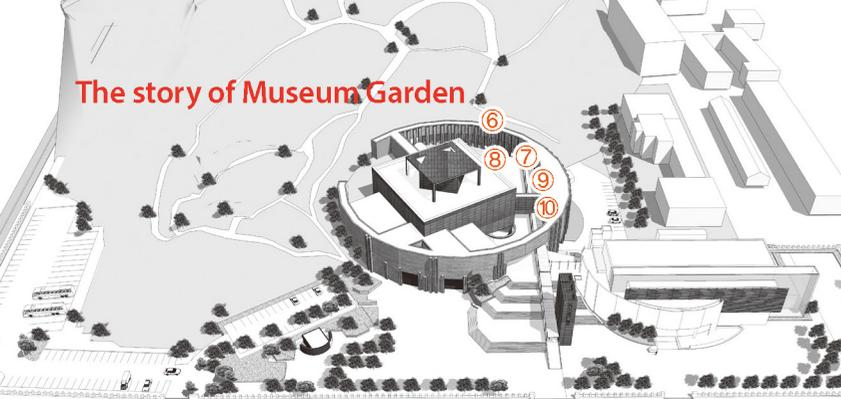 The story of Museum Garden
⑥
⑧ ⑦
⑨
⑩